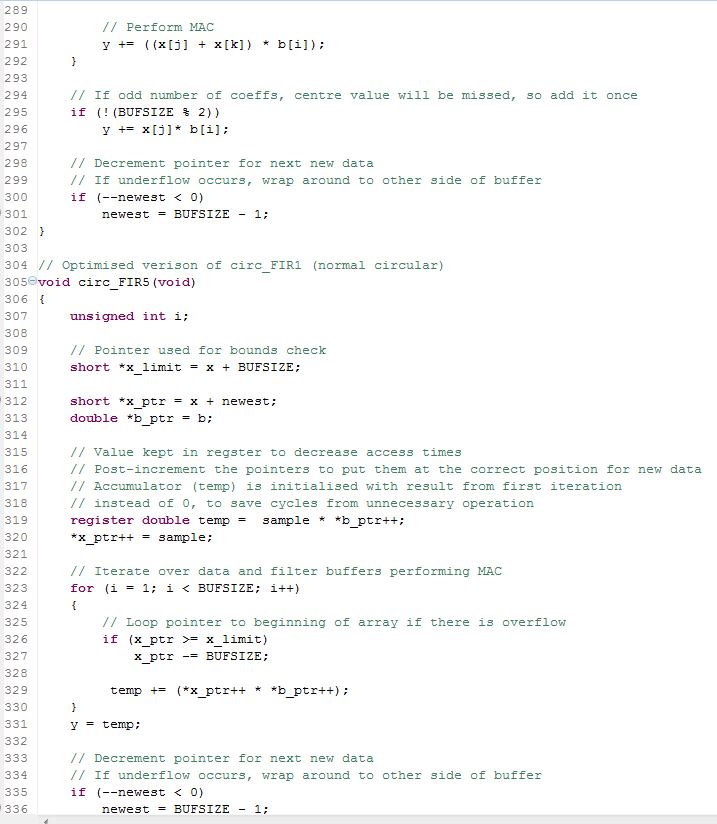 289
290 // Perform MAC
291 y += ((x[j] + x[k]) * b[i]);
292 }
293
294 // If odd number of coeffs, centre value will be missed, so add it once
295 if (!(BUFSIZE % 2))
296 y += x[j]* b[i];
297
298 // Decrement pointer for next new data
299 // If underflow occurs, wrap around to other side of buffer
300 if (--newest < 0)
301 newest = BUFSIZE - 1;
302 }
303
304 // Optimised verison of circ_FIR1 (normal circular)
305 void circ_FIR5(void)
306 {
307 unsigned int i;
308
309 // Pointer used for bounds check
310 short *x_limit = x + BUFSIZE;
311
312 short *x_ptr = x + newest;
313 double *b_ptr = b;
314
315 // Value kept in regster to decrease access times
316 // Post-increment the pointers to put them at the correct position for new data
317 // Accumulator (temp) is initialised with result from first iteration
318 // instead of 0, to save cycles from unnecessary operation
319 register double temp =  sample * *b_ptr++;
320 *x_ptr++ = sample;
321
322 // Iterate over data and filter buffers performing MAC
323 for (i = 1; i < BUFSIZE; i++)
324 {
325 // Loop pointer to beginning of array if there is overflow
326 if (x_ptr >= x_limit)
327 x_ptr -= BUFSIZE;
328
329 temp += (*x_ptr++ * *b_ptr++);
330 }
331 y = temp;
332
333 // Decrement pointer for next new data
334 // If underflow occurs, wrap around to other side of buffer
335 if (--newest < 0)
336 newest = BUFSIZE - 1;